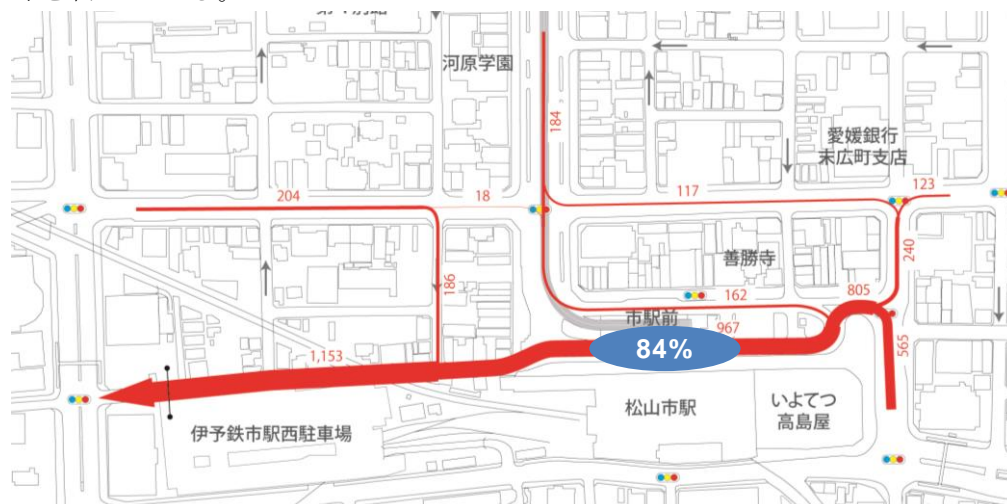 河原学園
184
愛媛銀行
末広町支店
204
18
117
123
186
善勝寺
240
162
805
市駅前
967
84%
565
1,153
松山市駅
いよてつ
高島屋
伊予鉄市駅西駐車場